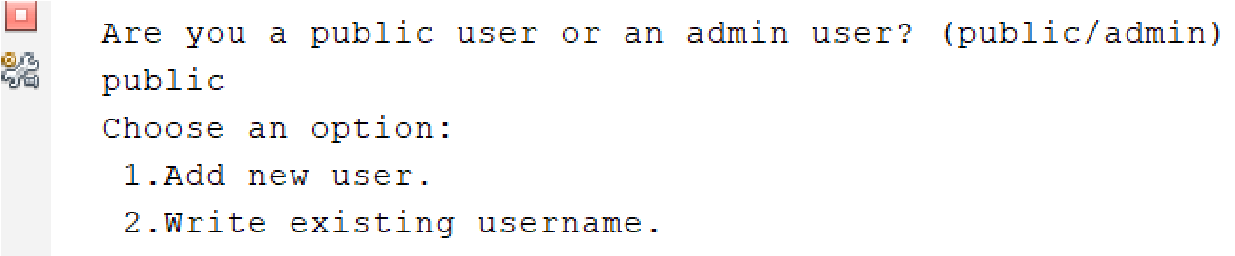 Are you a public user or an admin user? (public/admin)
public
Choose an option:
1.Add new user.
2.Write existing username.